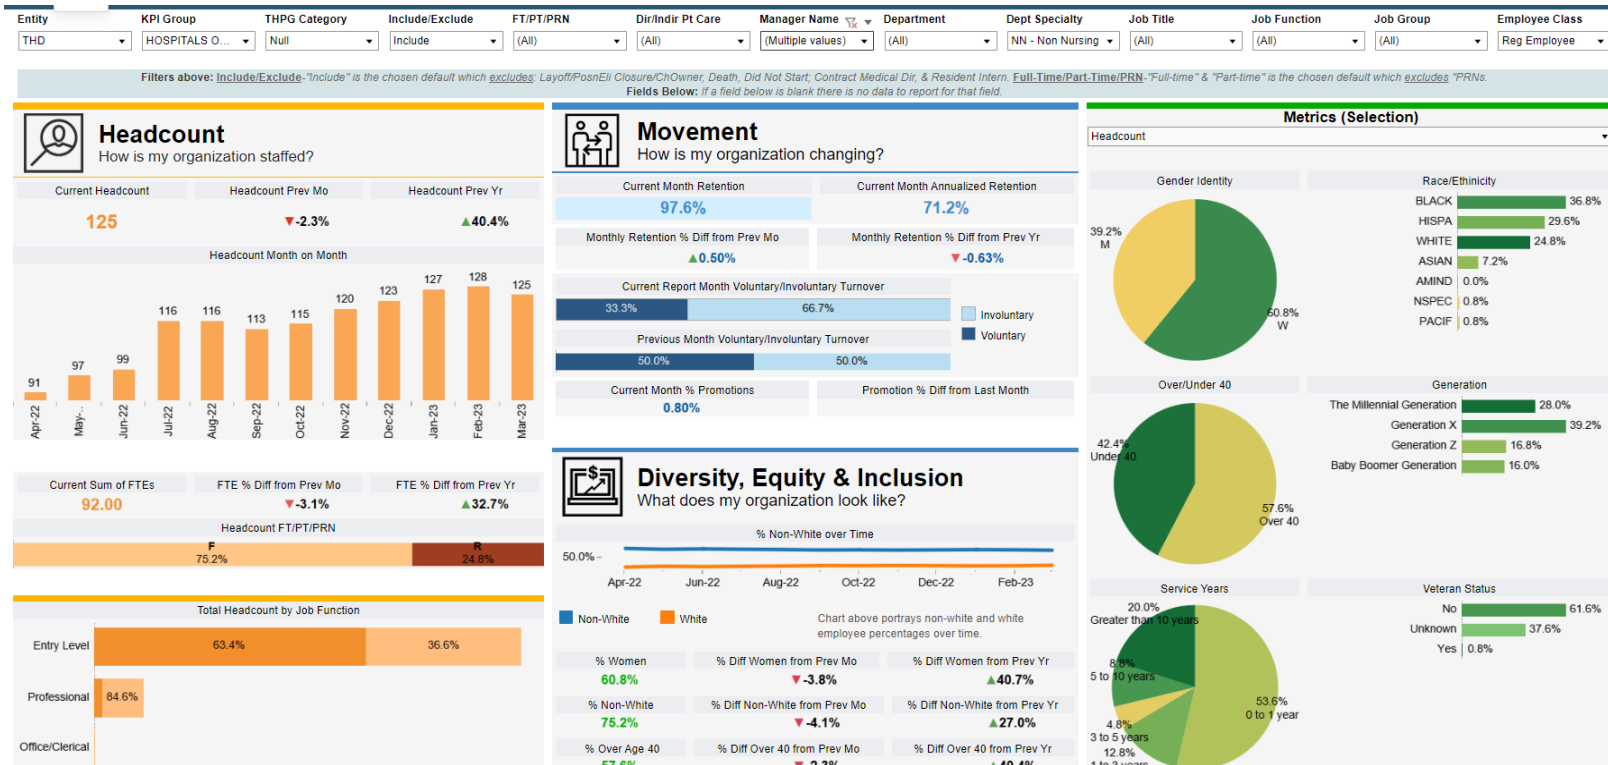 Entity KPI Group THPG Category Include/Exclude FT/PT/PRN Dir/Indir Pt Care Manager Name Department Dept Specialty Job Title Job Function Job Group Employee Class
THD HOSPITALS O... Null Include (All) (All) (Multiple values) (All) NN - Non Nursing (All) (All) (All) Reg Employee
Filters above: Include/Exclude-"Include" is the chosen default which excludes: Layoff/PosnEli Closure/ChOwner, Death, Did Not Start; Contract Medical Dir, & Resident Intern. Full-Time/Part-Time/PRN-"Full-time" & "Part-time" is the chosen default which excludes "PRNs.
Fields Below: If a field below is blank there is no data to report for that field.
Headcount
How is my organization staffed?
Current Headcount Headcount Prev Mo Headcount Prev Yr
125 ▼-2.3% ▲40.4%
Headcount Month on Month
91 97 99 116 116 113 115 120 123 127 128 125
Apr-22 May-.. Jun-22 Jul-22 Aug-22 Sep-22 Oct-22 Nov-22 Dec-22 Jan-23 Feb-23 Mar-23
Current Sum of FTEs FTE % Diff from Prev Mo FTE % Diff from Prev Yr
92.00 ▼-3.1% ▲32.7%
Headcount FT/PT/PRN
F R
75.2% 24.8%
Total Headcount by Job Function
Entry Level 63.4% 36.6%
Professional 84.6%
Office/Clerical
Movement
How is my organization changing?
Current Month Retention Current Month Annualized Retention
97.6% 71.2%
Monthly Retention % Diff from Prev Mo Monthly Retention % Diff from Prev Yr
▲0.50% ▼-0.63%
Current Report Month Voluntary/Involuntary Turnover
33.3% 66.7%
Involuntary
Voluntary
Previous Month Voluntary/Involuntary Turnover
50.0% 50.0%
Current Month % Promotions Promotion % Diff from Last Month
0.80%
Diversity, Equity & Inclusion
What does my organization look like?
% Non-White over Time
50.0%
Apr-22 Jun-22 Aug-22 Oct-22 Dec-22 Feb-23
Non-White White
Chart above portrays non-white and white
employee percentages over time.
% Women % Diff Women from Prev Mo % Diff Women from Prev Yr
60.8% ▼-3.8% ▲40.7%
% Non-White % Diff Non-White from Prev Mo % Diff Non-White from Prev Yr
75.2% ▼-4.1% ▲27.0%
% Over Age 40 % Diff Over 40 from Prev Mo % Diff Over 40 from Prev Yr
57.6% ▼-2.3% ▲40.4%
Metrics (Selection)
Headcount
Gender Identity
39.2%
M
60.8%
W
Race/Ethinicity
BLACK 36.8%
HISPA 29.6%
WHITE 24.8%
ASIAN 7.2%
AMIND 0.0%
NSPEC 0.8%
PACIF 0.8%
Over/Under 40
42.4%
Under 40
57.6%
Over 40
Generation
The Millennial Generation 28.0%
Generation X 39.2%
Generation Z 16.8%
Baby Boomer Generation 16.0%
Service Years
20.0%
Greater than 10 years
8.8%
5 to 10 years
53.6%
0 to 1 year
4.8%
3 to 5 years
12.8%
1 to 3 years
Veteran Status
No 61.6%
Unknown 37.6%
Yes 0.8%